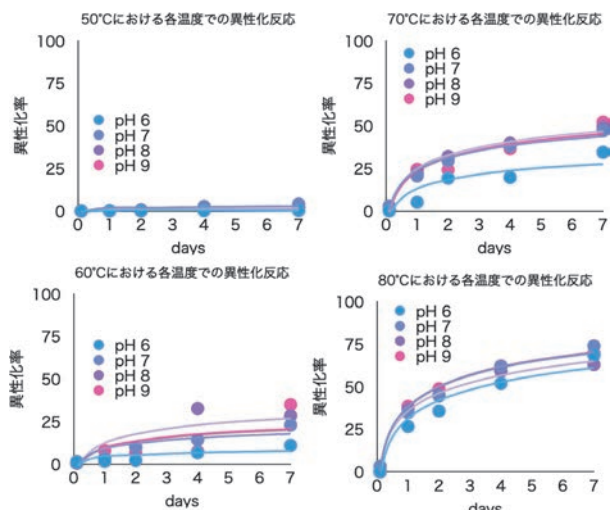 50℃における各温度での異性化反応
100
75
50
25
0
異性化率
pH 6
pH 7
pH 8
pH 9
0 1 2 3 4 5 6 7
days
70℃における各温度での異性化反応
100
75
50
25
0
異性化率
pH 6
pH 7
pH 8
pH 9
0 1 2 3 4 5 6 7
days
60℃における各温度での異性化反応
100
75
50
25
0
異性化率
pH 6
pH 7
pH 8
pH 9
0 1 2 3 4 5 6 7
days
80℃における各温度での異性化反応
100
75
50
25
0
異性化率
pH 6
pH 7
pH 8
pH 9
0 1 2 3 4 5 6 7
days